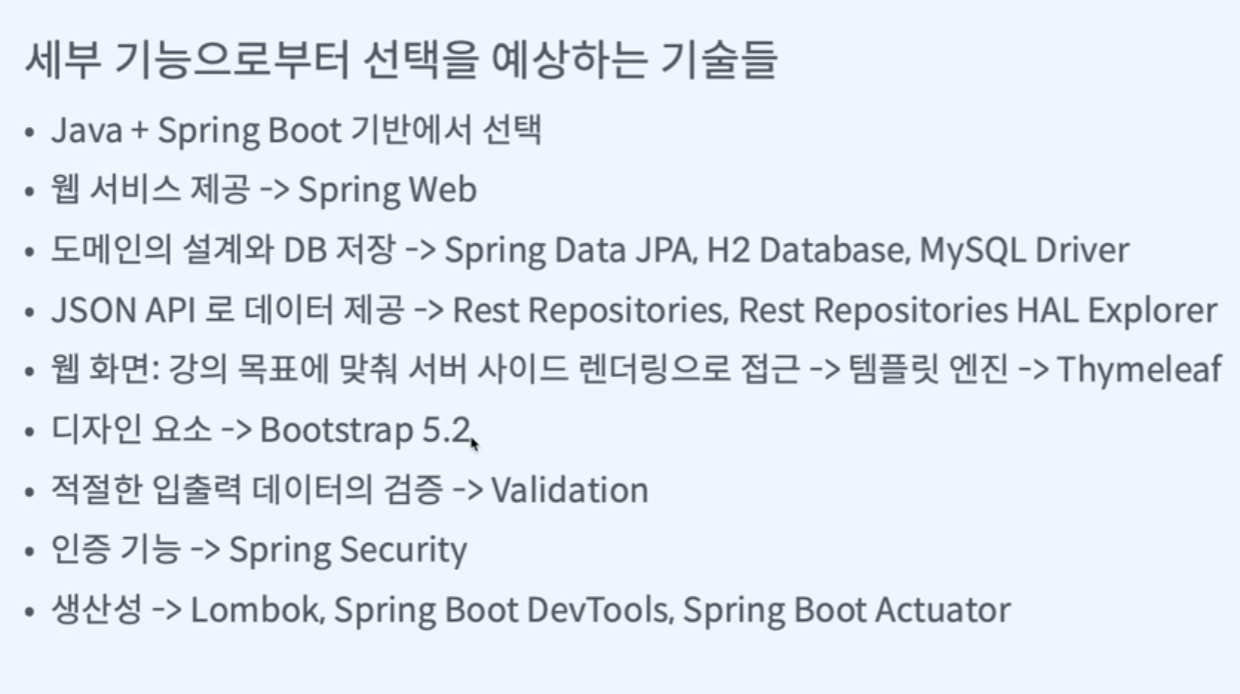 세부 기능으로부터 선택을 예상하는 기술들
• Java + Spring Boot 기반에서 선택
• 웹 서비스 제공 -> Spring Web
• 도메인의 설계와 DB 저장 -> Spring Data JPA, H2 Database, MySQL Driver
• JSON API 로 데이터 제공 -> Rest Repositories, Rest Repositories HAL Explorer
• 웹 화면: 강의 목표에 맞춰 서버 사이드 렌더링으로 접근 -> 템플릿 엔진 -> Thymeleaf
• 디자인 요소 -> Bootstrap 5.2
• 적절한 입출력 데이터의 검증 -> Validation
• 인증 기능 -> Spring Security
• 생산성 -> Lombok, Spring Boot DevTools, Spring Boot Actuator